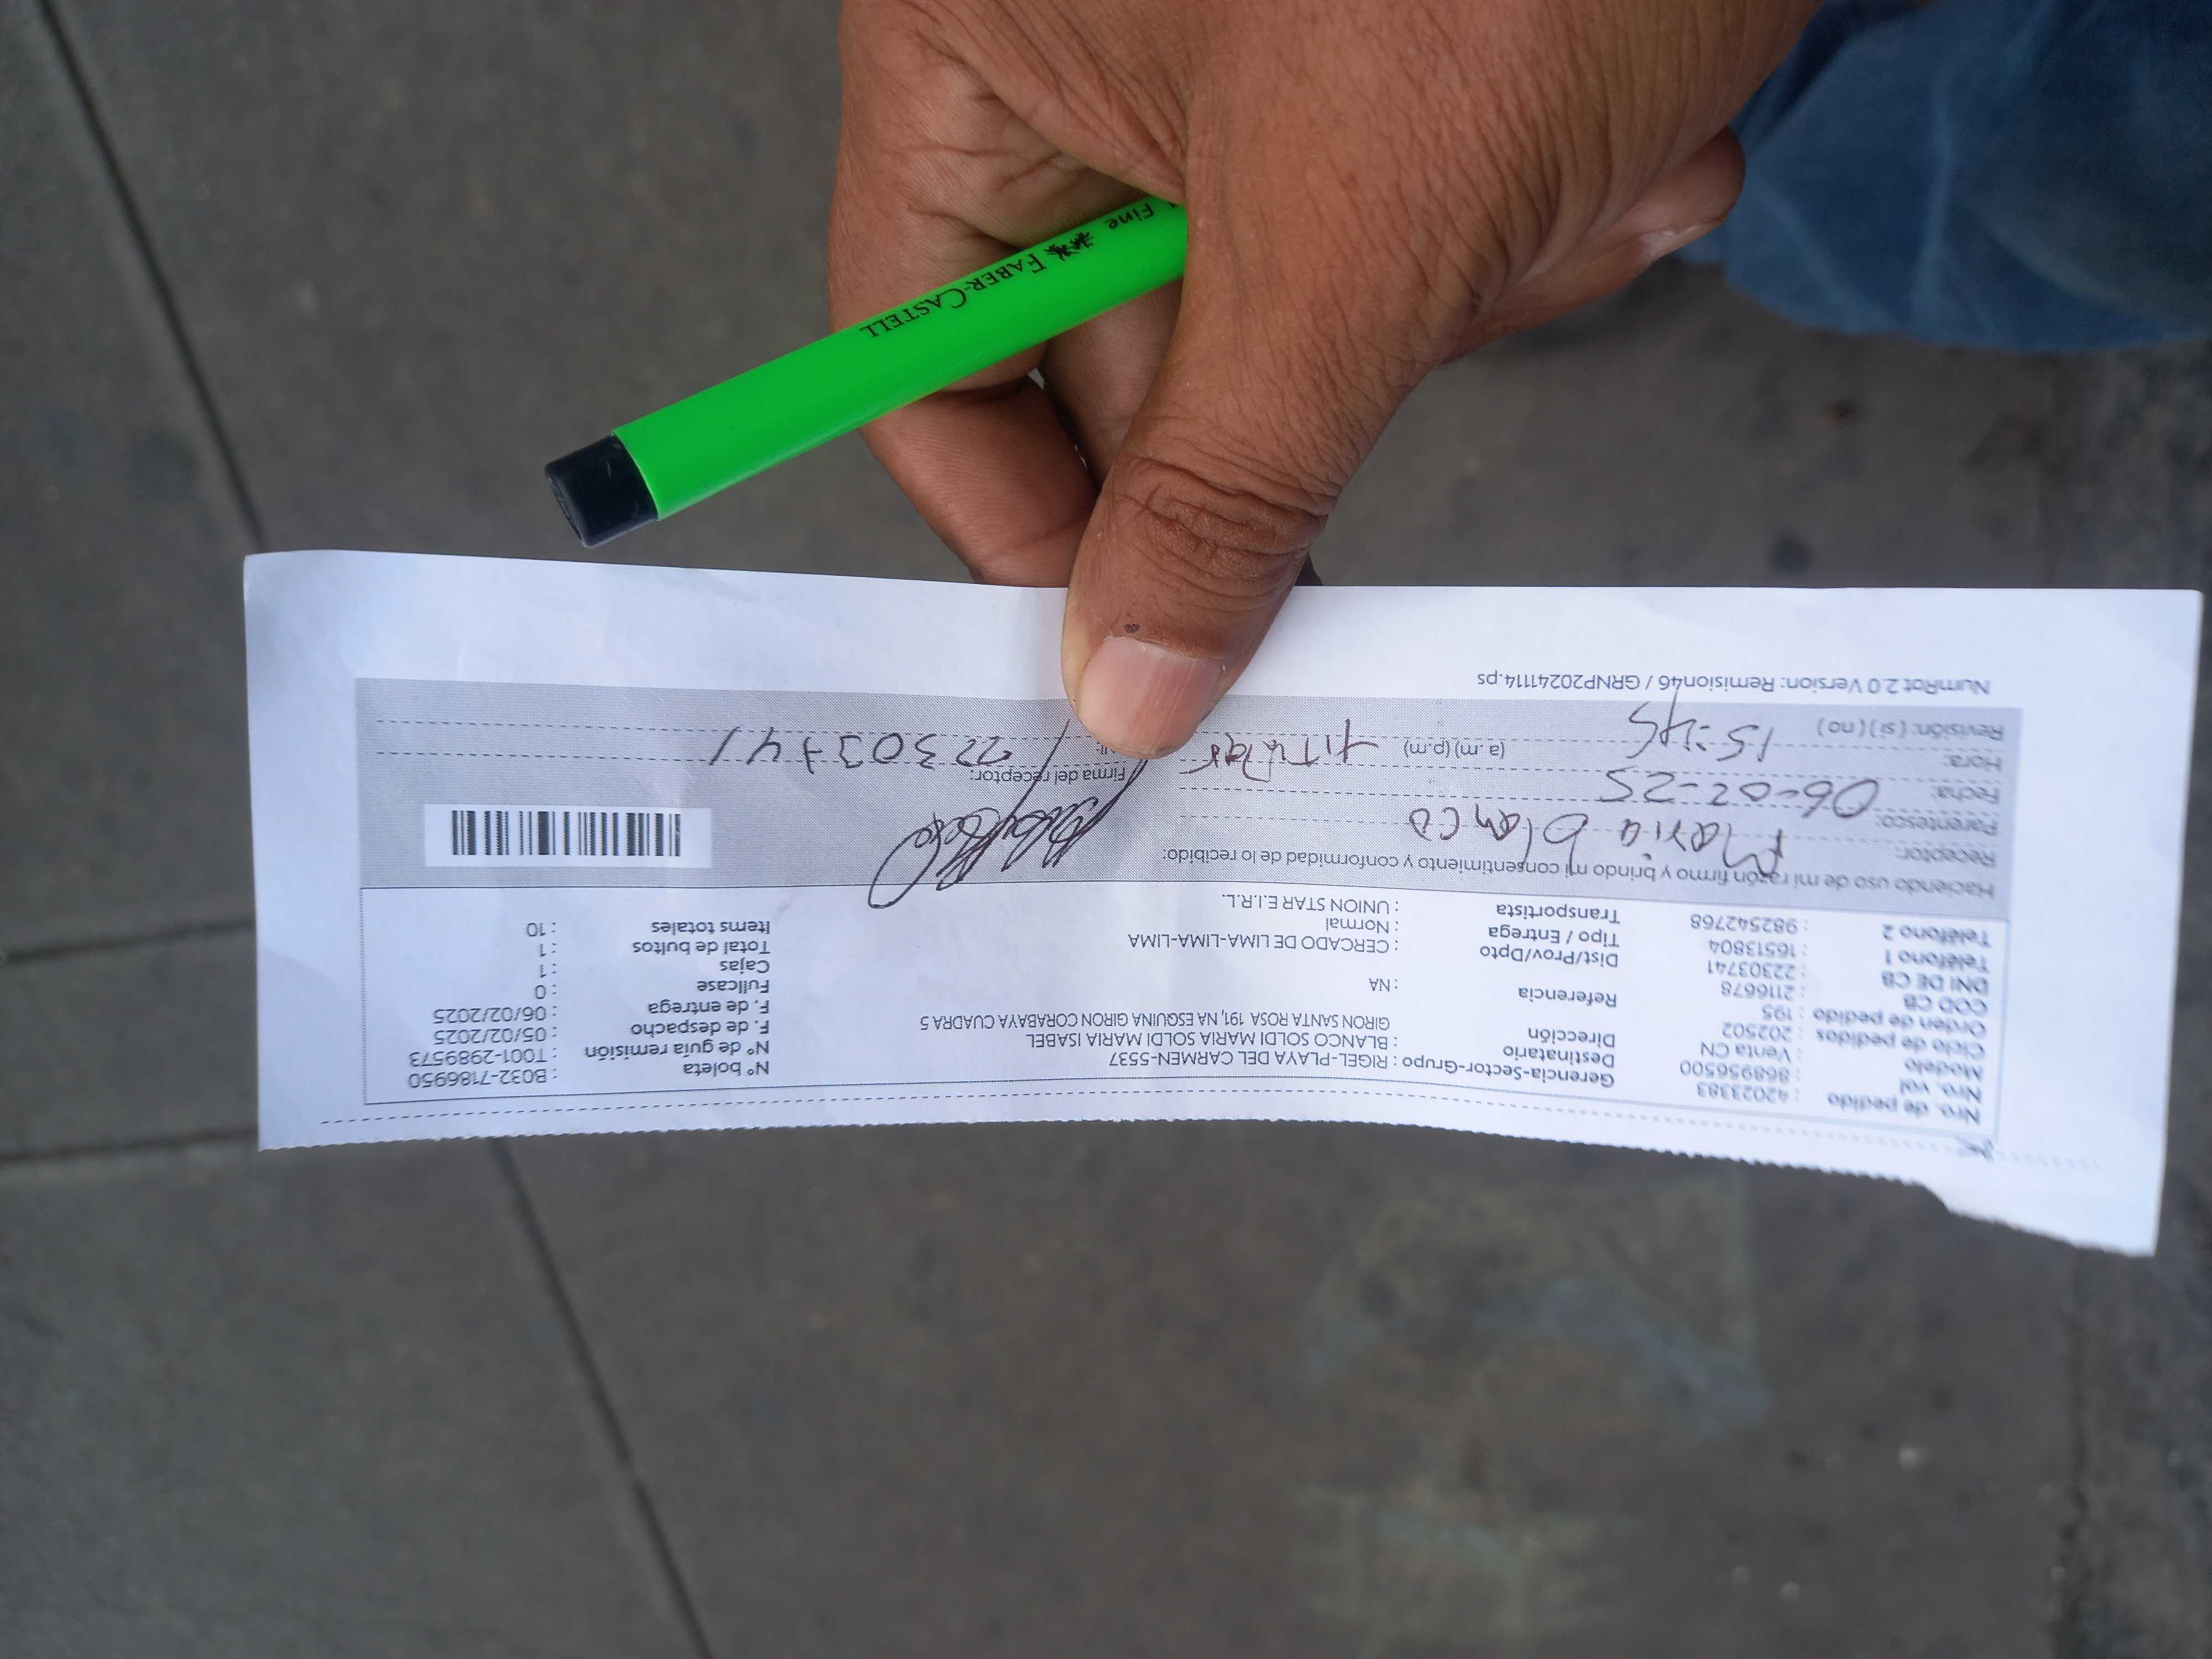 Nro. de pedido : 42023383
Nro. val : 868956500
Modelo : Venta CN
Ciclo de pedidos : 202502
Orden de pedido : 195
COD CB : 2116678
DNI DE CB : 22303741
Teléfono 1 : 16513804
Teléfono 2 : 982542768
Gerencia-Sector-Grupo : RIGEL-PLAYA DEL CARMEN-5537
Destinatario : BLANCO SOLDI MARIA SOLDI MARIA ISABEL
Dirección GIRON SANTA ROSA 191, NA ESQUINA GIRON CORABAYA CUADRA 5
Referencia : NA
Dist/Prov/Dpto : CERCADO DE LIMA-LIMA-LIMA
Tipo / Entrega : Normal
Transportista : UNION STAR E.I.R.L.
N° boleta : B032-7186950
N° de guía remisión : T001-2989573
F. de despacho : 05/02/2025
F. de entrega : 06/02/2025
Fullcase : 0
Cajas : 1
Total de bultos : 1
Items totales : 10
Haciendo uso de mi razón firmo y brindo mi consentimiento y conformidad de lo recibido:
Receptor: Maria blanco
Parentesco:
Fecha: 06-02-25
Hora: 15:45 (a.m) (p.m) titular
Revisión: ( si ) ( no )
Firma del receptor:
22303741
NumRot 2.0 Version: Remision46 / GRNP20241114.ps
FABER-CASTELL Fine